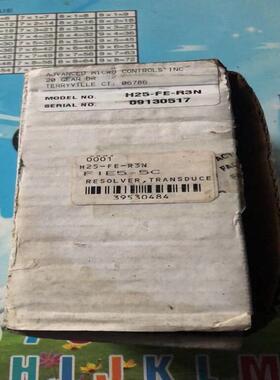 ADVANCED MICRO CONTROLS INC
20 GEAR DR
TERRYVILLE CT. 06786
MODEL NO. H25-FE-R3N
SERIAL NO. 09130517
0001
H25-FE-R3N
F1E5-5C
RESOLVER, TRANSDUCE
39530484
H I J K L M